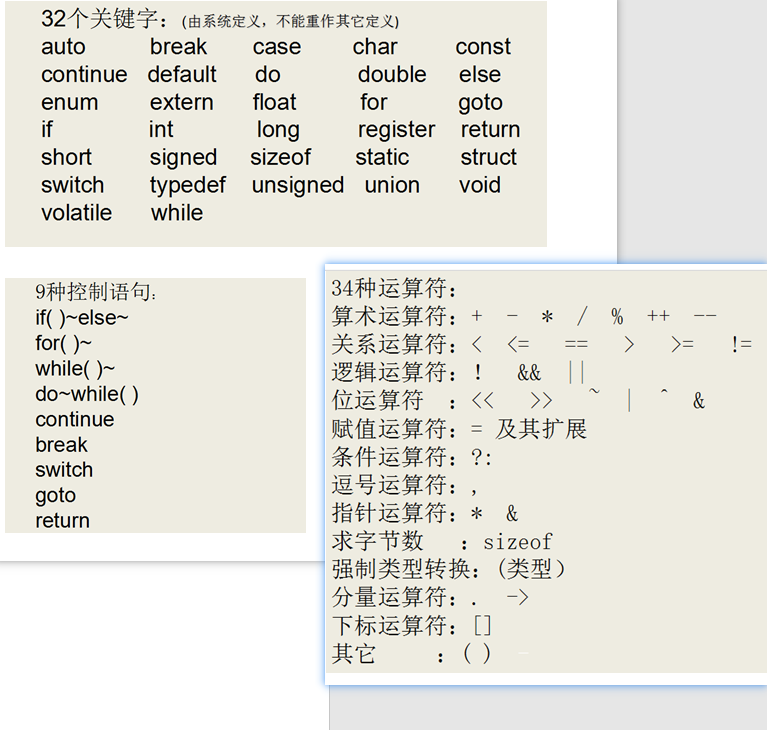 32个关键字：(由系统定义，不能重作其它定义)
auto break case char const
continue default do double else
enum extern float for goto
if int long register return
short signed sizeof static struct
switch typedef unsigned union void
volatile while
9种控制语句：
if( )~else~
for( )~
while( )~
do~while( )
continue
break
switch
goto
return
34种运算符：
算术运算符：+ - * / % ++ --
关系运算符：< <= == > >= !=
逻辑运算符：! && ||
位运算符 ：<< >> ~ | ^ &
赋值运算符：= 及其扩展
条件运算符：?:
逗号运算符：,
指针运算符：* &
求字节数 ：sizeof
强制类型转换：(类型）
分量运算符：. ->
下标运算符：[]
其它 ：( ) -